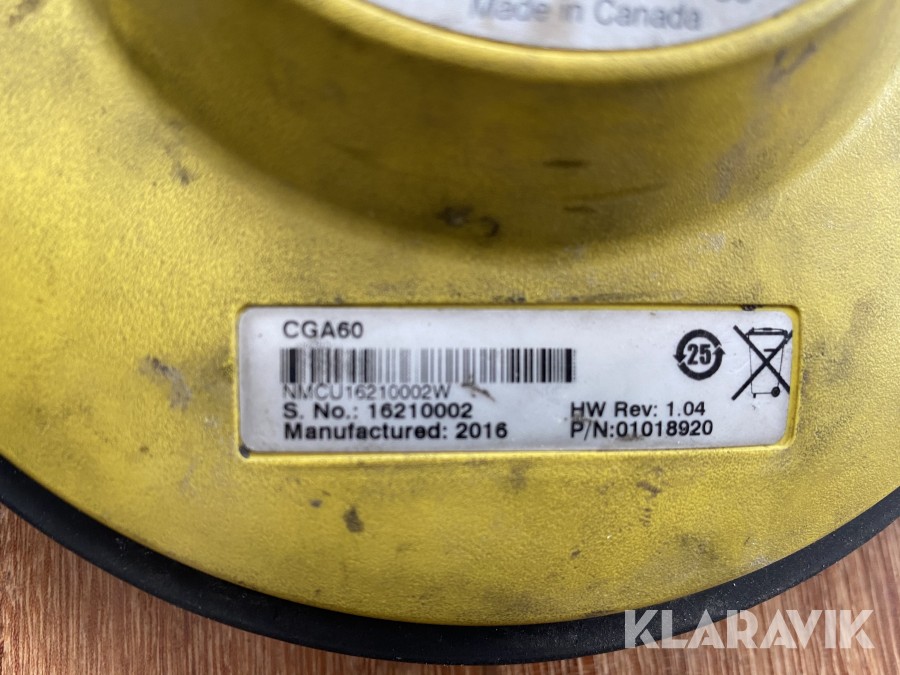 Made in Canada
CGA60
25
NMCU16210002W
S. No.: 16210002
HW Rev: 1.04
Manufactured: 2016
P/N:01018920
KLARAVIK